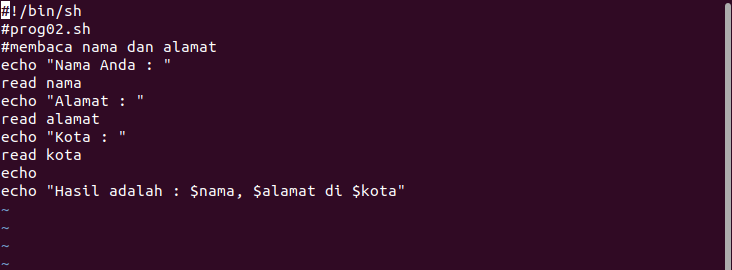 #!/bin/sh
#prog02.sh
#membaca nama dan alamat
echo "Nama Anda : "
read nama
echo "Alamat : "
read alamat
echo "Kota : "
read kota
echo
echo "Hasil adalah : $nama, $alamat di $kota"
~
~
~
~